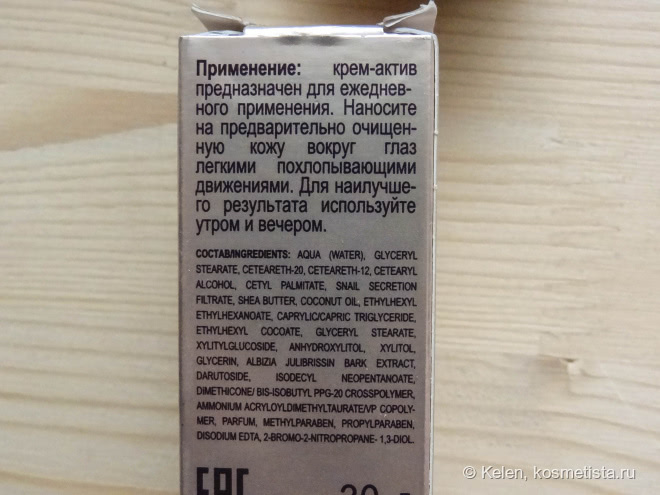 Применение: крем-актив
предназначен для ежеднев-
ного применения. Наносите
на предварительно очищен-
ную кожу вокруг глаз
легкими похлопывающими
движениями. Для наилучше-
го результата используйте
утром и вечером.
СОСТАВ/INGREDIENTS: AQUA (WATER), GLYCERYL
STEARATE, CETEARETH-20, CETEARETH-12, CETEARYL
ALCOHOL, CETYL PALMITATE, SNAIL SECRETION
FILTRATE, SHEA BUTTER, COCONUT OIL, ETHYLHEXYL
ETHYLHEXANOATE, CAPRYLIC/CAPRIC TRIGLYCERIDE,
ETHYLHEXYL COCOATE, GLYCERYL STEARATE,
XYLITYLGLUCOSIDE, ANHYDROXYLITOL, XYLITOL,
GLYCERIN, ALBIZIA JULIBRISSIN BARK EXTRACT,
DARUTOSIDE, ISODECYL NEOPENTANOATE,
DIMETHICONE/ BIS-ISOBUTYL PPG-20 CROSSPOLYMER,
AMMONIUM ACRYLOYLDIMETHYLTAURATE/VP COPOLY-
MER, PARFUM, METHYLPARABEN, PROPYLPARABEN,
DISODIUM EDTA, 2-BROMO-2-NITROPROPANE- 1,3-DIOL.
EAC
© Kelen, kosmetista.ru